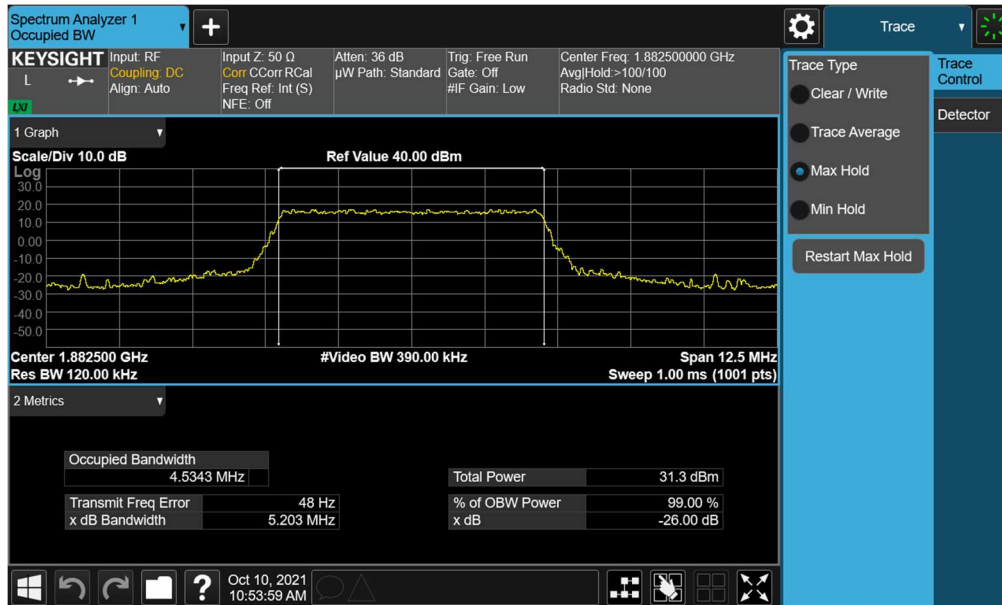 Spectrum Analyzer 1
Occupied BW
Trace
KEYSIGHT
L
LXI
Input: RF
Coupling: DC
Align: Auto
Input Z: 50 Ω
Corr CCorr RCal
Freq Ref: Int (S)
NFE: Off
Atten: 36 dB
µW Path: Standard
Trig: Free Run
Gate: Off
#IF Gain: Low
Center Freq: 1.882500000 GHz
Avg|Hold:>100/100
Radio Std: None
Trace Type
Clear / Write
Trace Average
Max Hold
Min Hold
Restart Max Hold
Trace
Control
Detector
1 Graph
Scale/Div 10.0 dB
Ref Value 40.00 dBm
Log
30.0
20.0
10.0
0.00
-10.0
-20.0
-30.0
-40.0
-50.0
Center 1.882500 GHz
#Video BW 390.00 kHz
Span 12.5 MHz
Res BW 120.00 kHz
Sweep 1.00 ms (1001 pts)
2 Metrics
Occupied Bandwidth
4.5343 MHz
Total Power 31.3 dBm
Transmit Freq Error 48 Hz
% of OBW Power 99.00 %
x dB Bandwidth 5.203 MHz
x dB -26.00 dB
?
Oct 10, 2021
10:53:59 AM